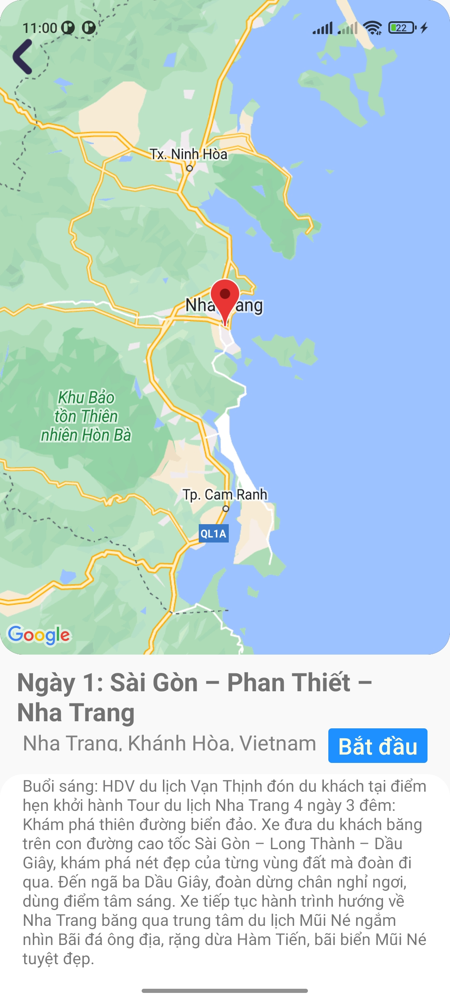 11:00
22
Tx. Ninh Hòa
Nha ang
Khu Bảo
tồn Thiên
nhiên Hòn Bà
Tp. Cam Ranh
QL1A
Google
Ngày 1: Sài Gòn – Phan Thiết –
Nha Trang
Nha Trang, Khánh Hòa, Vietnam
Bắt đầu
Buổi sáng: HDV du lịch Vạn Thịnh đón du khách tại điểm
hẹn khởi hành Tour du lịch Nha Trang 4 ngày 3 đêm:
Khám phá thiên đường biển đảo. Xe đưa du khách băng
trên con đường cao tốc Sài Gòn – Long Thành – Dầu
Giây, khám phá nét đẹp của từng vùng đất mà đoàn đi
qua. Đến ngã ba Dầu Giây, đoàn dừng chân nghỉ ngơi,
dùng điểm tâm sáng. Xe tiếp tục hành trình hướng về
Nha Trang băng qua trung tâm du lịch Mũi Né ngắm
nhìn Bãi đá ông địa, rặng dừa Hàm Tiến, bãi biển Mũi Né
tuyệt đẹp.